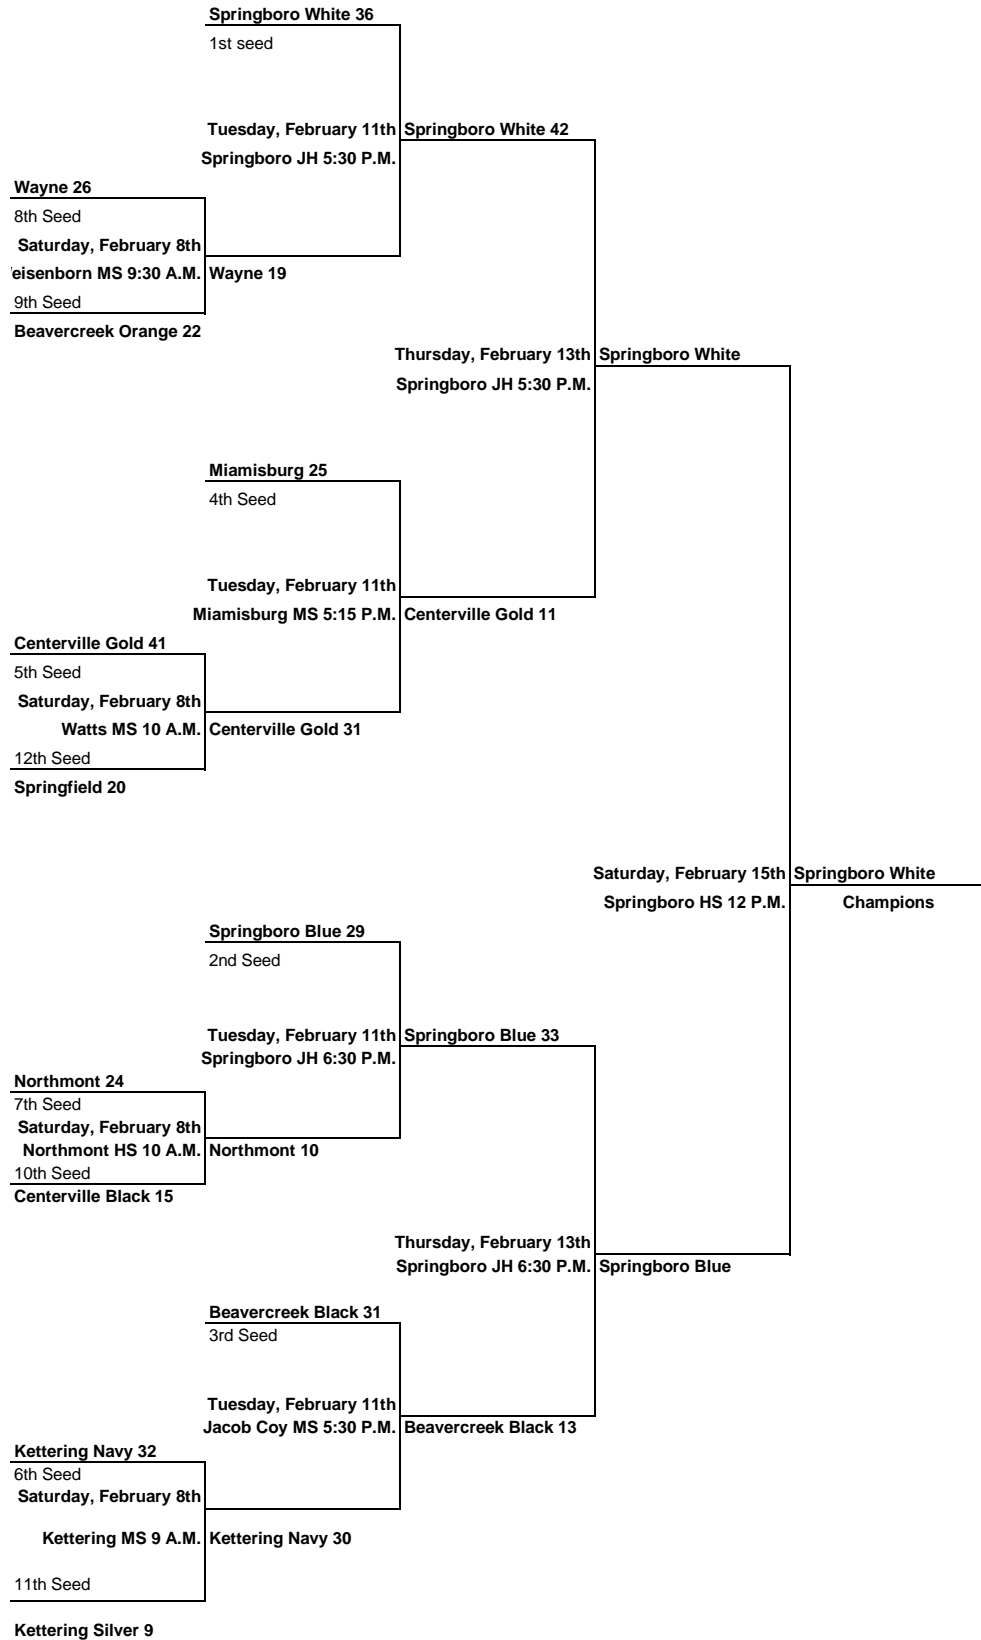 Springboro White 36
1st seed
Tuesday, February 11th Springboro White 42
Springboro JH 5:30 P.M.
Wayne 26
8th Seed
Saturday, February 8th
eisenborn MS 9:30 A.M. Wayne 19
9th Seed
Beavercreek Orange 22
Thursday, February 13th Springboro White
Springboro JH 5:30 P.M.
Miamisburg 25
4th Seed
Tuesday, February 11th
Miamisburg MS 5:15 P.M. Centerville Gold 11
Centerville Gold 41
5th Seed
Saturday, February 8th
Watts MS 10 A.M. Centerville Gold 31
12th Seed
Springfield 20
Saturday, February 15th Springboro White
Springboro HS 12 P.M. Champions
Springboro Blue 29
2nd Seed
Tuesday, February 11th Springboro Blue 33
Springboro JH 6:30 P.M.
Northmont 24
7th Seed
Saturday, February 8th
Northmont HS 10 A.M. Northmont 10
10th Seed
Centerville Black 15
Thursday, February 13th
Springboro JH 6:30 P.M. Springboro Blue
Beavercreek Black 31
3rd Seed
Tuesday, February 11th
Jacob Coy MS 5:30 P.M. Beavercreek Black 13
Kettering Navy 32
6th Seed
Saturday, February 8th
Kettering MS 9 A.M. Kettering Navy 30
11th Seed
Kettering Silver 9